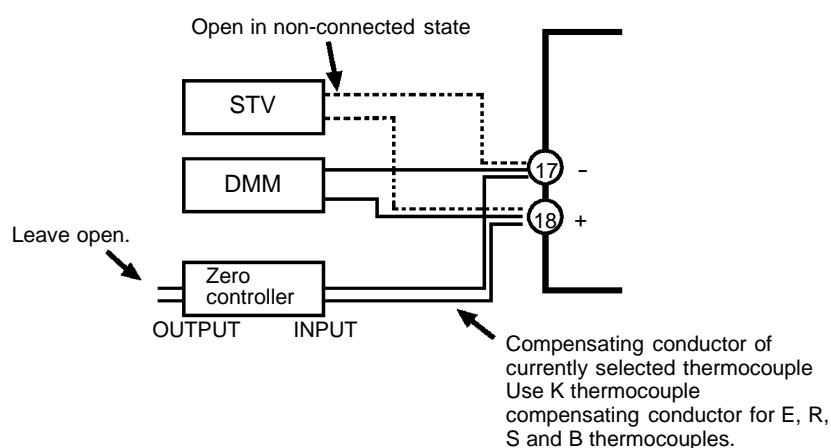 Open in non-connected state
STV
17 -
DMM
18 +
Leave open.
Zero
controller
OUTPUT INPUT
Compensating conductor of
currently selected thermocouple
Use K thermocouple
compensating conductor for E, R,
S and B thermocouples.